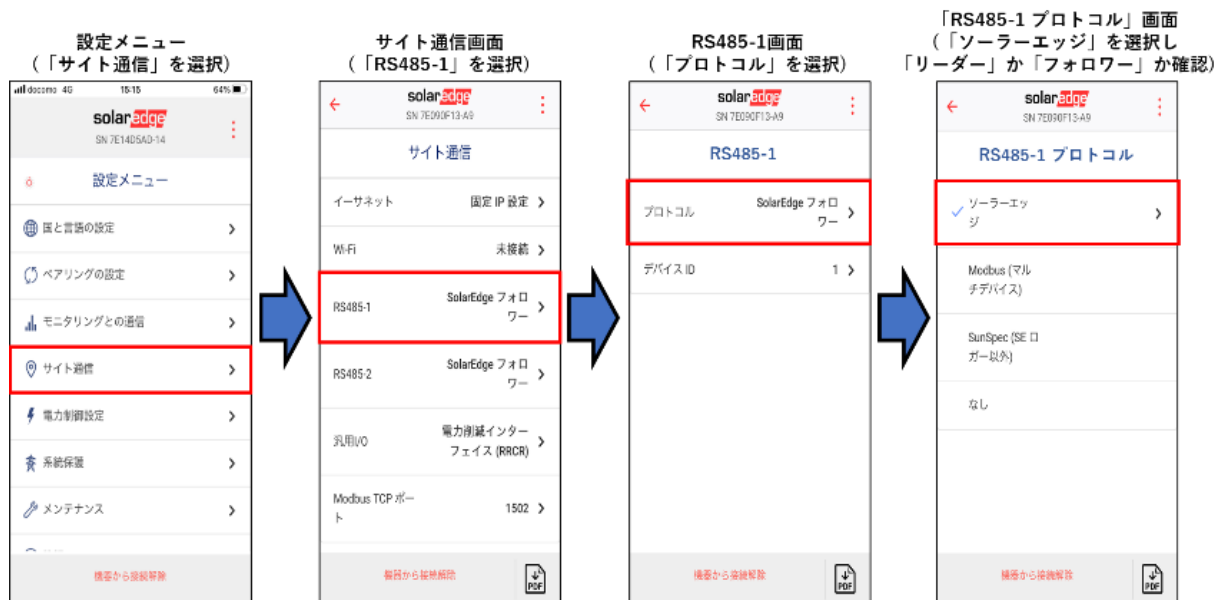 設定メニュー
(「サイト通信」を選択)
docomo 4G 15:15 64%
solaredge
SN 7E14D5AD-14
設定メニュー
国と言語の設定
ペアリングの設定
モニタリングとの通信
サイト通信
電力制御設定
系統保護
メンテナンス
機器から接続解除
サイト通信画面
(「RS485-1」を選択)
solaredge
SN 7E090F13-A9
サイト通信
イーサネット 固定 IP 設定
Wi-Fi 未接続
RS485-1 SolarEdge フォロ
ワー
RS485-2 SolarEdge フォロ
ワー
汎用I/O 電力削減インター
フェイス (RRCR)
Modbus TCP ポー
ト 1502
機器から接続解除
PDF
RS485-1画面
(「プロトコル」を選択)
solaredge
SN 7E090F13-A9
RS485-1
プロトコル SolarEdge フォロ
ワー
デバイス ID 1
機器から接続解除
PDF
「RS485-1 プロトコル」画面
(「ソーラーエッジ」を選択し
「リーダー」か「フォロワー」か確認)
solaredge
SN 7E090F13-A9
RS485-1 プロトコル
ソーラーエッ
ジ
Modbus (マル
チデバイス)
SunSpec (SE ロ
ガー以外)
なし
機器から接続解除
PDF